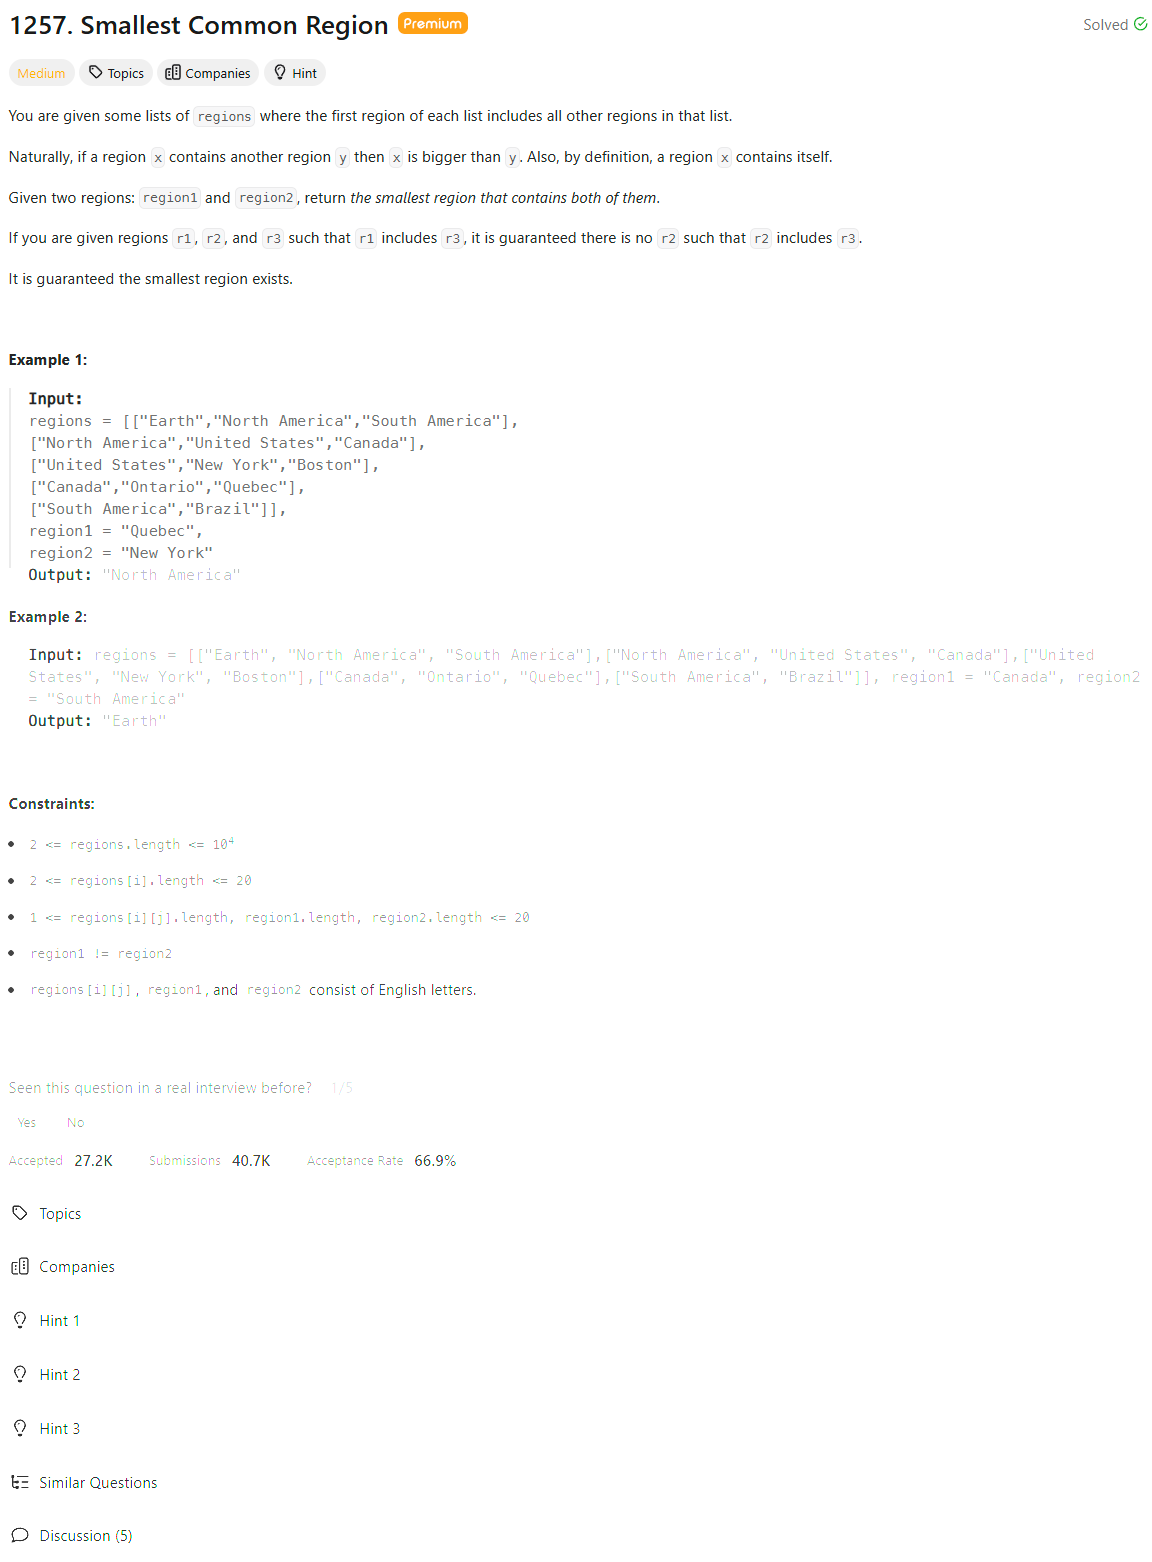 1257. Smallest Common Region Premium Solved
Medium Topics Companies Hint
You are given some lists of regions where the first region of each list includes all other regions in that list.
Naturally, if a region x contains another region y then x is bigger than y. Also, by definition, a region x contains itself.
Given two regions: region1 and region2, return the smallest region that contains both of them.
If you are given regions r1, r2, and r3 such that r1 includes r3, it is guaranteed there is no r2 such that r2 includes r3.
It is guaranteed the smallest region exists.
Example 1:
Input:
regions = [["Earth","North America","South America"],
["North America","United States","Canada"],
["United States","New York","Boston"],
["Canada","Ontario","Quebec"],
["South America","Brazil"]],
region1 = "Quebec",
region2 = "New York"
Output: "North America"
Example 2:
Input: regions = [["Earth", "North America", "South America"],["North America", "United States", "Canada"],["United
States", "New York", "Boston"],["Canada", "Ontario", "Quebec"],["South America", "Brazil"]], region1 = "Canada", region2
= "South America"
Output: "Earth"
Constraints:
• 2 <= regions.length <= 10⁴
• 2 <= regions[i].length <= 20
• 1 <= regions[i][j].length, region1.length, region2.length <= 20
• region1 != region2
• regions[i][j], region1, and region2 consist of English letters.
Seen this question in a real interview before? 1/5
Yes No
Accepted 27.2K Submissions 40.7K Acceptance Rate 66.9%
Topics
Companies
Hint 1
Hint 2
Hint 3
Similar Questions
Discussion (5)